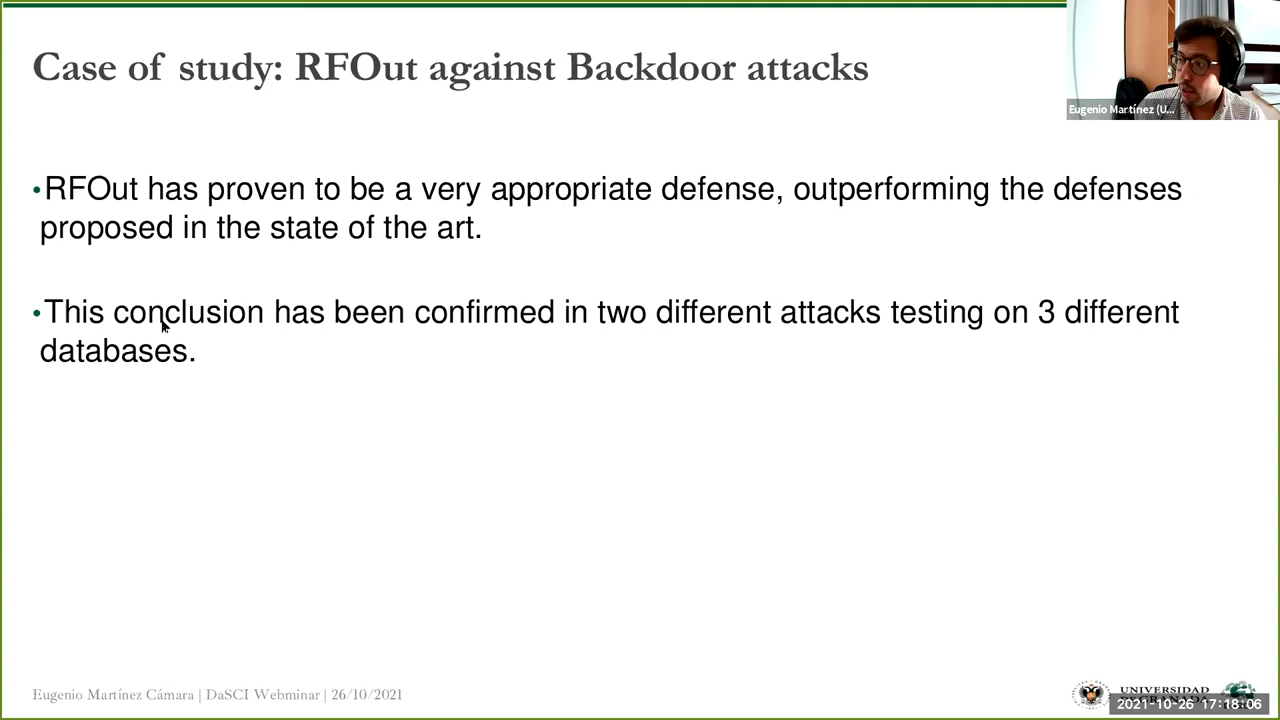 Case of study: RFOut against Backdoor attacks
Eugenio Martínez (U...
•RFOut has proven to be a very appropriate defense, outperforming the defenses
proposed in the state of the art.
•This conclusion has been confirmed in two different attacks testing on 3 different
databases.
Eugenio Martínez Cámara | DaSCI Webminar | 26/10/2021
UNIVERSIDAD
2021-10-26 17:18:06